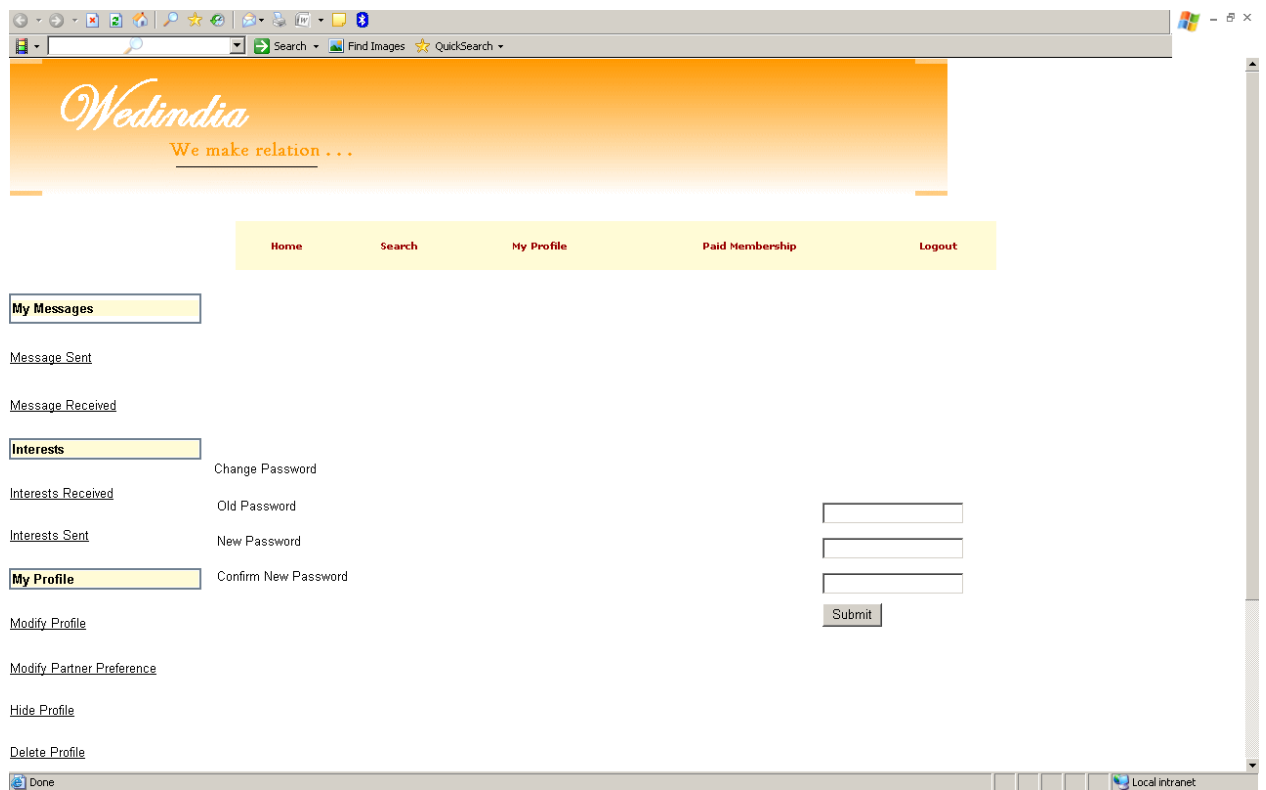 Search
Find Images
QuickSearch
Wedindia
We make relation . . .
Home Search My Profile Paid Membership Logout
My Messages
Message Sent
Message Received
Interests
Change Password
Interests Received
Old Password
New Password
Interests Sent
Confirm New Password
My Profile
Submit
Modify Profile
Modify Partner Preference
Hide Profile
Delete Profile
Done
Local intranet